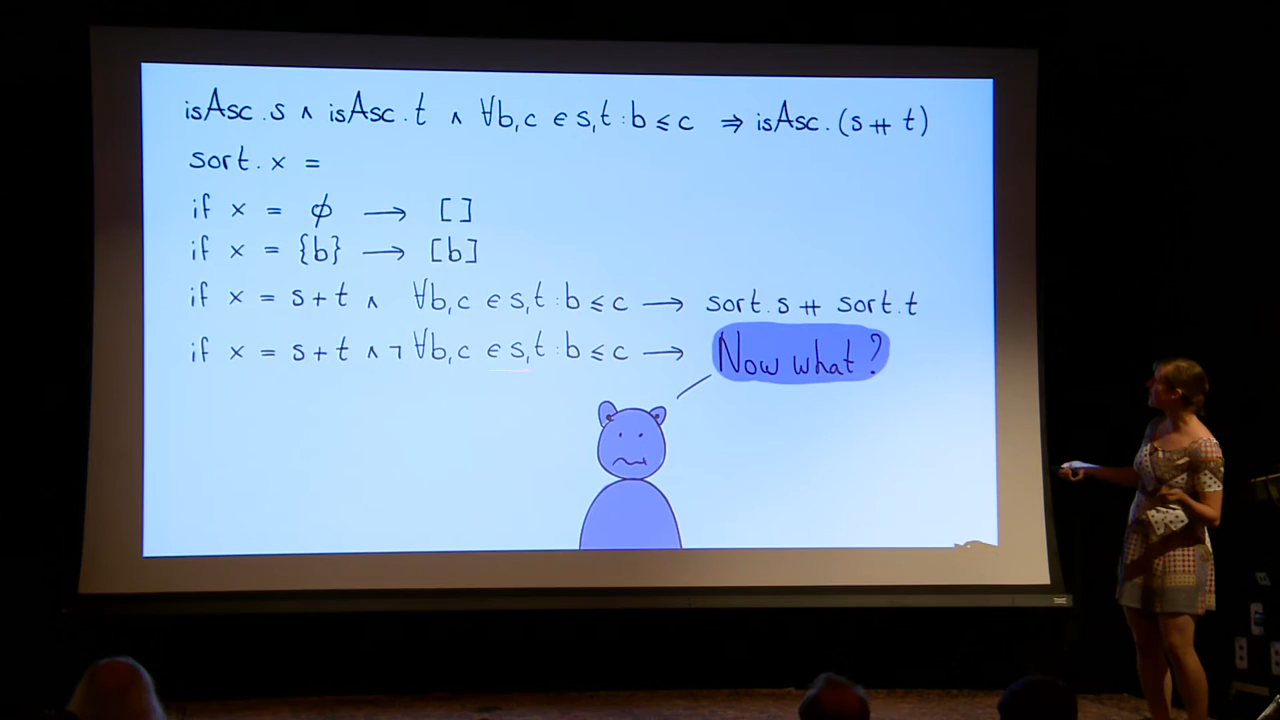 isAsc.s ∧ isAsc.t ∧ ∀b,c ∈ s,t : b ≤ c ⇒ isAsc.(s ⧺ t)
sort.x =
if x = ϕ ⟶ []
if x = {b} ⟶ [b]
if x = s+t ∧ ∀b,c ∈ s,t : b ≤ c ⟶ sort.s ⧺ sort.t
if x = s+t ∧ ¬ ∀b,c ∈ s,t : b ≤ c ⟶ Now what?